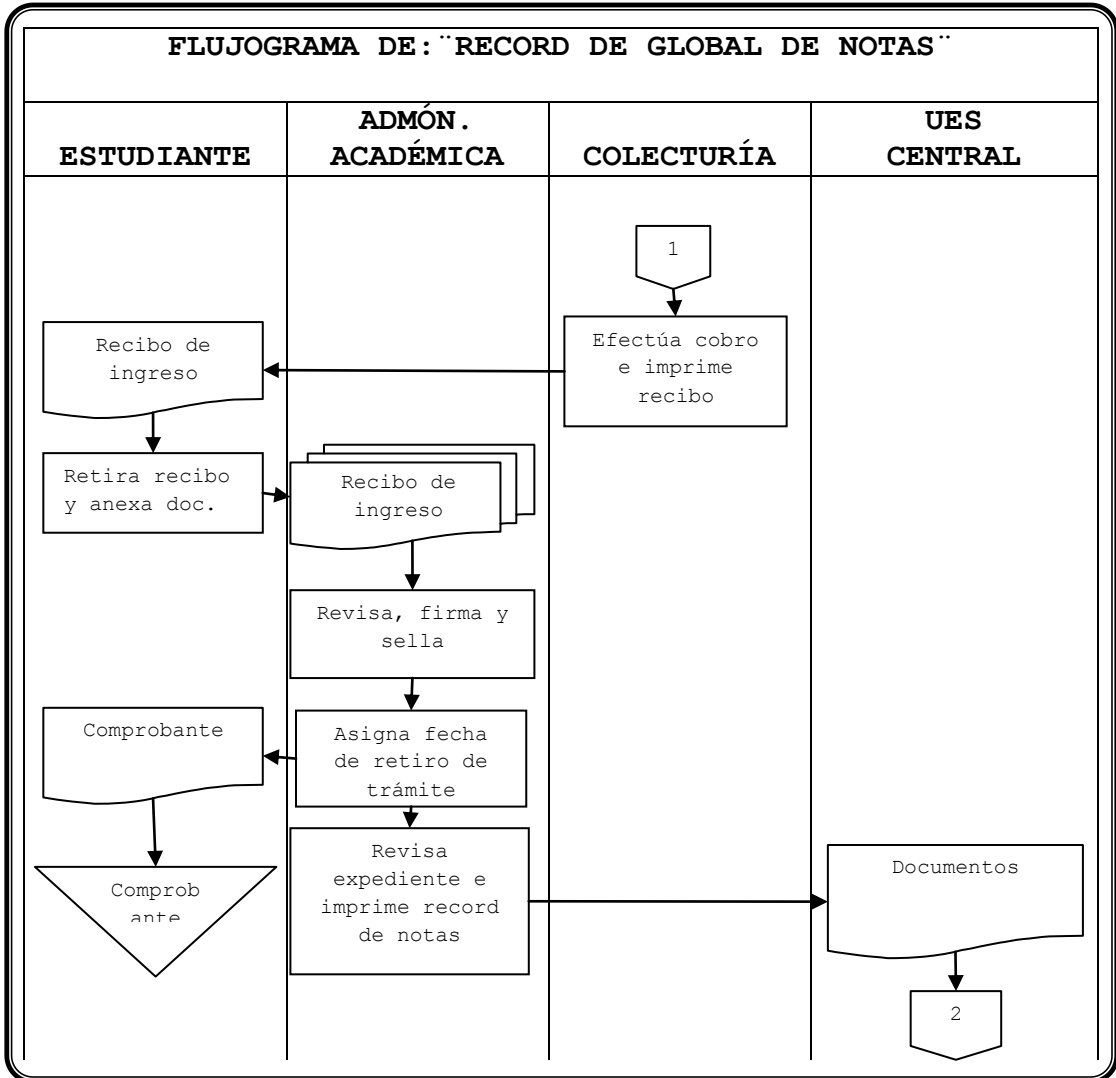 FLUJOGRAMA DE:¨RECORD DE GLOBAL DE NOTAS¨
ESTUDIANTE
ADMÓN.
ACADÉMICA
COLECTURÍA
UES
CENTRAL
1
Efectúa cobro
e imprime
recibo
Recibo de
ingreso
Retira recibo
y anexa doc.
Recibo de
ingreso
Revisa, firma y
sella
Asigna fecha
de retiro de
trámite
Comprobante
Comprob
ante
Revisa
expediente e
imprime record
de notas
Documentos
2